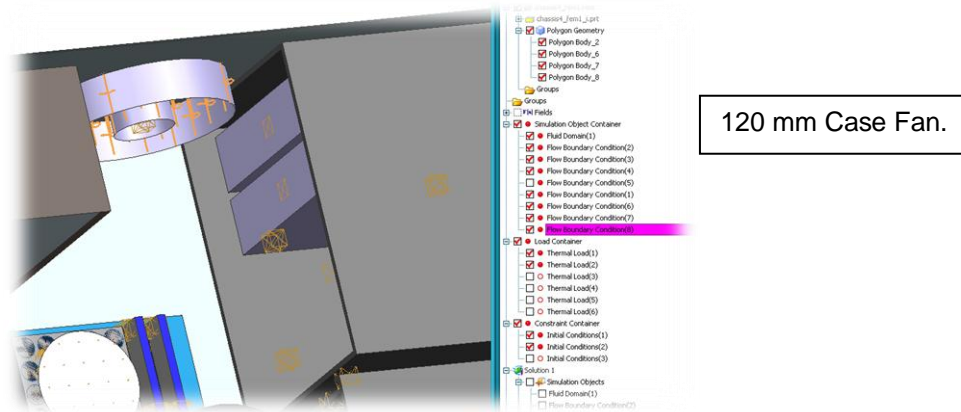 chassis4_fem1_i.prt
Polygon Geometry
Polygon Body_2
Polygon Body_6
Polygon Body_7
Polygon Body_8
Groups
Groups
Fields
Simulation Object Container
Fluid Domain(1)
Flow Boundary Condition(2)
Flow Boundary Condition(3)
Flow Boundary Condition(4)
Flow Boundary Condition(5)
Flow Boundary Condition(1)
Flow Boundary Condition(6)
Flow Boundary Condition(7)
Flow Boundary Condition(8)
Load Container
Thermal Load(1)
Thermal Load(2)
Thermal Load(3)
Thermal Load(4)
Thermal Load(5)
Thermal Load(6)
Constraint Container
Initial Conditions(1)
Initial Conditions(2)
Initial Conditions(3)
Solution 1
Simulation Objects
Fluid Domain(1)
Flow Boundary Condition(2)
120 mm Case Fan.